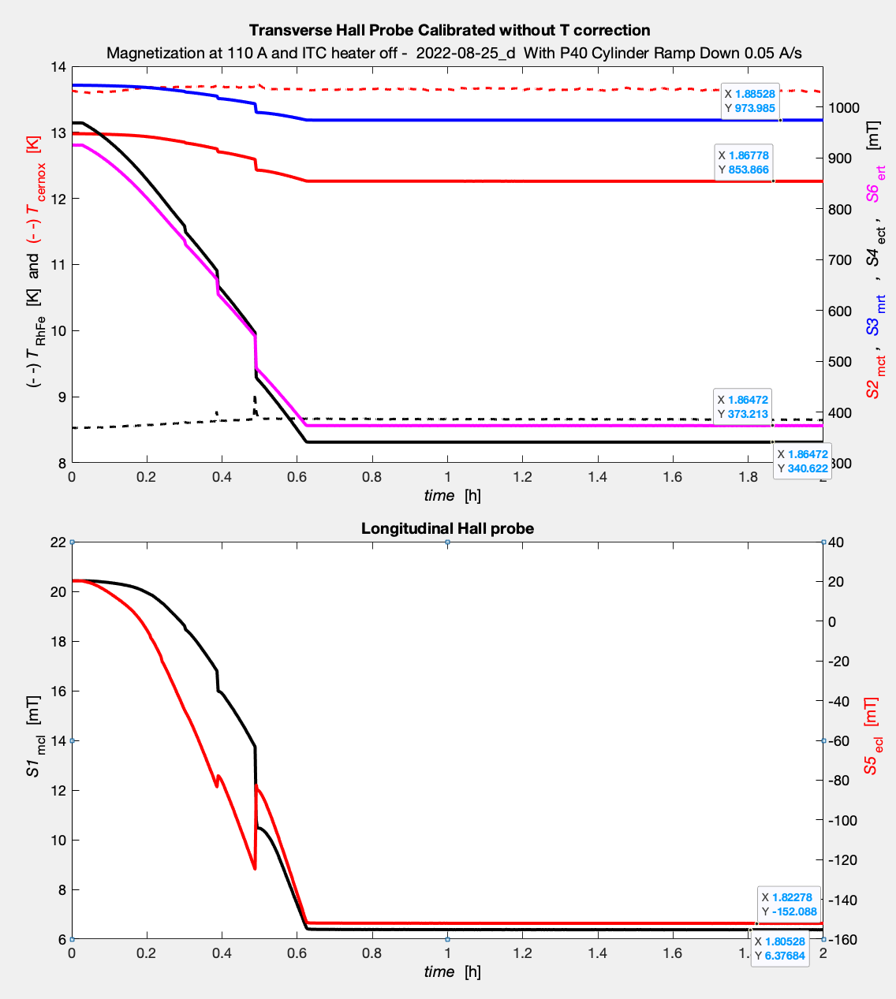 Transverse Hall Probe Calibrated without T correction
Magnetization at 110 A and ITC heater off - 2022-08-25_d With P40 Cylinder Ramp Down 0.05 A/s
14
13
12
11
10
9
8
(- -) T RhFe [K] and (- -) T cernox [K]
1000
900
800
700
600
500
400
300
S2 mct , S3 mrt , S4 ect , S6 ert [mT]
X 1.88528
Y 973.985
X 1.86778
Y 853.866
X 1.86472
Y 373.213
X 1.86472
Y 340.622
0 0.2 0.4 0.6 0.8 1 1.2 1.4 1.6 1.8 2
time [h]
Longitudinal Hall probe
22
20
18
16
14
12
10
8
6
S1 mcl [mT]
40
20
0
-20
-40
-60
-80
-100
-120
-140
-160
S5 ecl [mT]
X 1.82278
Y -152.088
X 1.80528
Y 6.37684
0 0.2 0.4 0.6 0.8 1 1.2 1.4 1.6 1. 2
time [h]